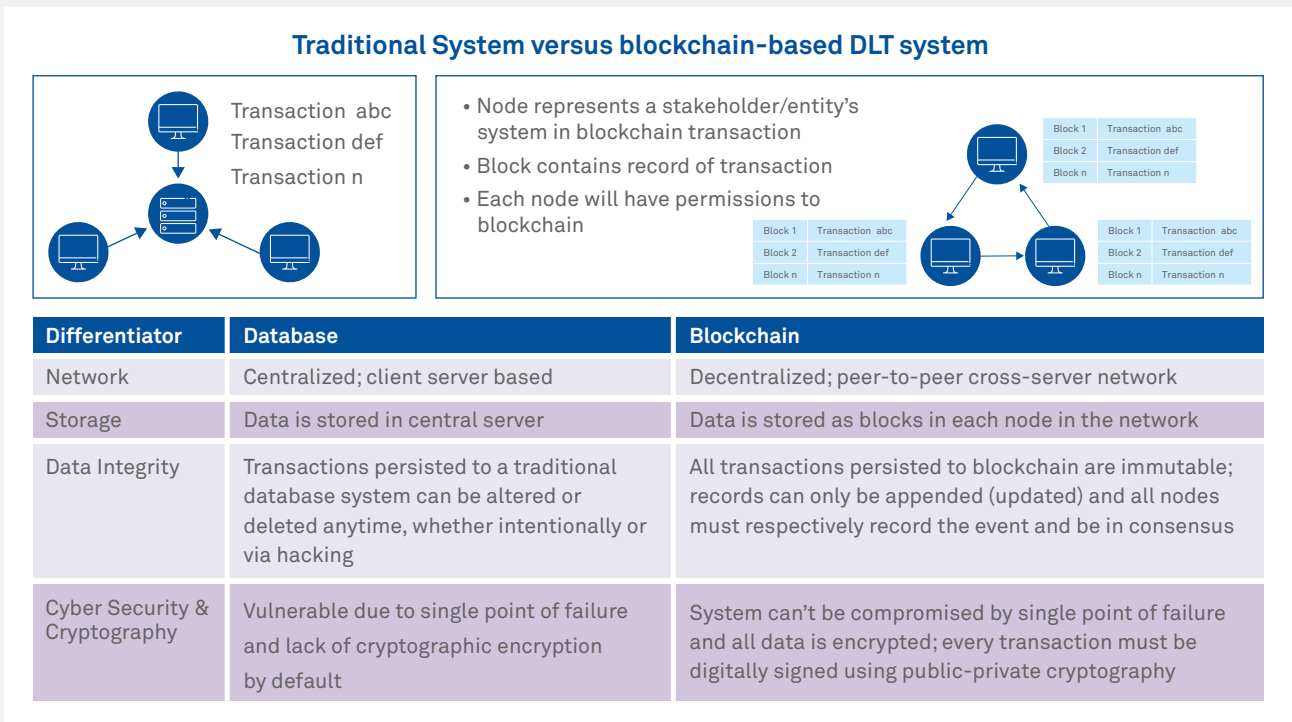 Traditional System versus blockchain-based DLT system
Transaction abc
Transaction def
Transaction n
• Node represents a stakeholder/entity's
system in blockchain transaction
• Block contains record of transaction
• Each node will have permissions to
blockchain
Block 1 Transaction abc
Block 2 Transaction def
Block n Transaction n
Block 1 Transaction abc
Block 2 Transaction def
Block n Transaction n
Block 1 Transaction abc
Block 2 Transaction def
Block n Transaction n
Differentiator Database Blockchain
Network Centralized; client server based Decentralized; peer-to-peer cross-server network
Storage Data is stored in central server Data is stored as blocks in each node in the network
Data Integrity
Transactions persisted to a traditional
database system can be altered or
deleted anytime, whether intentionally or
via hacking
All transactions persisted to blockchain are immutable;
records can only be appended (updated) and all nodes
must respectively record the event and be in consensus
Cyber Security &
Cryptography
Vulnerable due to single point of failure
and lack of cryptographic encryption
by default
System can't be compromised by single point of failure
and all data is encrypted; every transaction must be
digitally signed using public-private cryptography